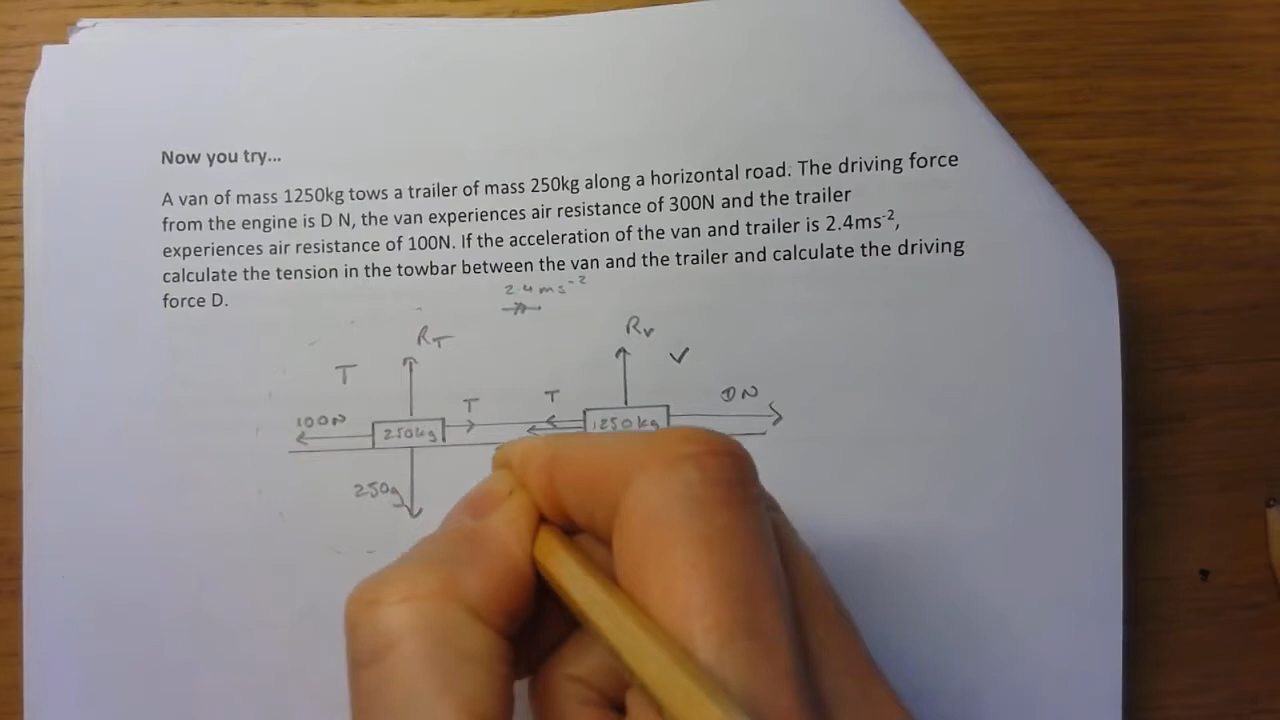 Now you try...
A van of mass 1250kg tows a trailer of mass 250kg along a horizontal road. The driving force
from the engine is D N, the van experiences air resistance of 300N and the trailer
experiences air resistance of 100N. If the acceleration of the van and trailer is 2.4ms⁻²,
calculate the tension in the towbar between the van and the trailer and calculate the driving
force D.
2.4ms⁻²
R_T
R_V
T
V
100N
T
T
DN
250kg
1250kg
250g